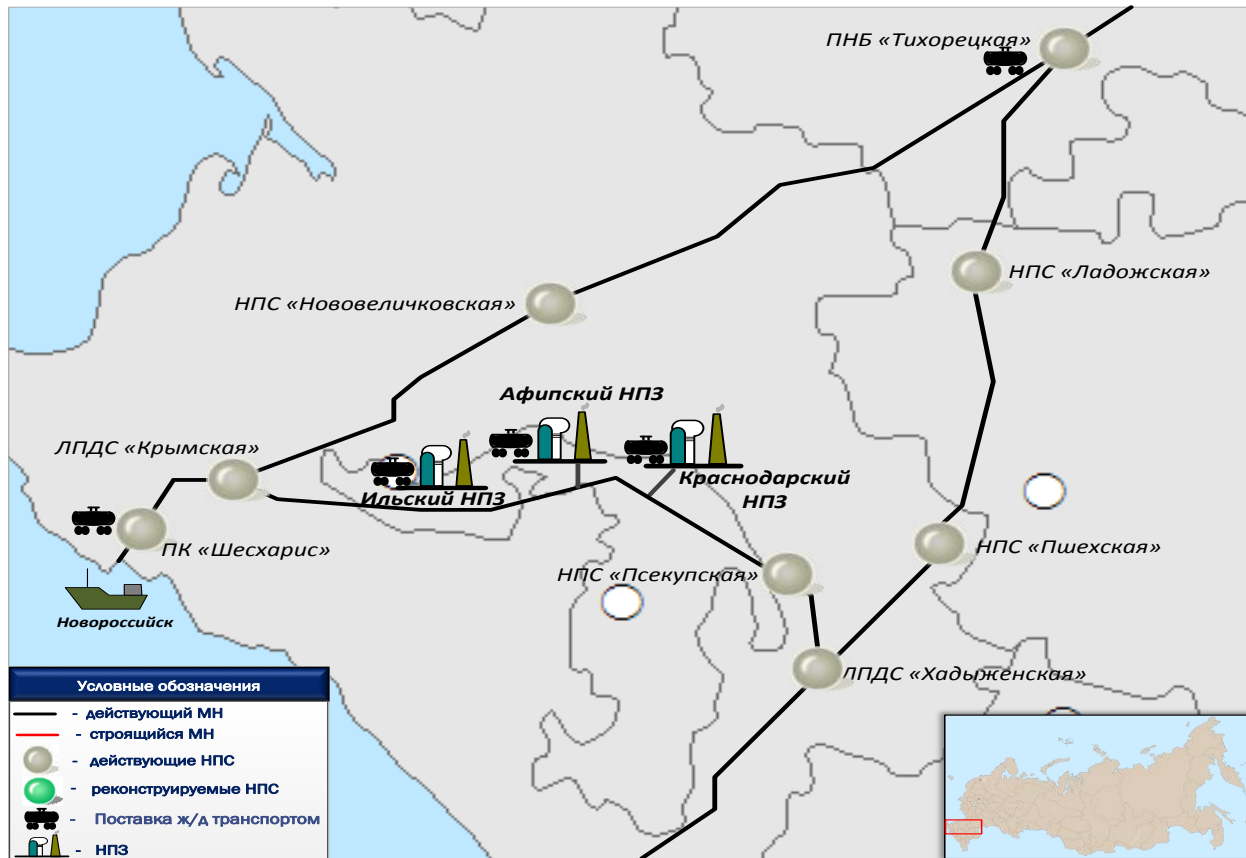 ПНБ «Тихорецкая»
НПС «Ладожская»
НПС «Нововеличковская»
Афипский НПЗ
ЛПДС «Крымская»
Краснодарский
НПЗ
Ильский НПЗ
ПК «Шесхарис»
НПС «Пшехская»
НПС «Псекупская»
Новороссийск
ЛПДС «Хадыженская»
Условные обозначения
- действующий МН
- строящийся МН
- действующие НПС
- реконструируемые НПС
- Поставка ж/д транспортом
- НПЗ